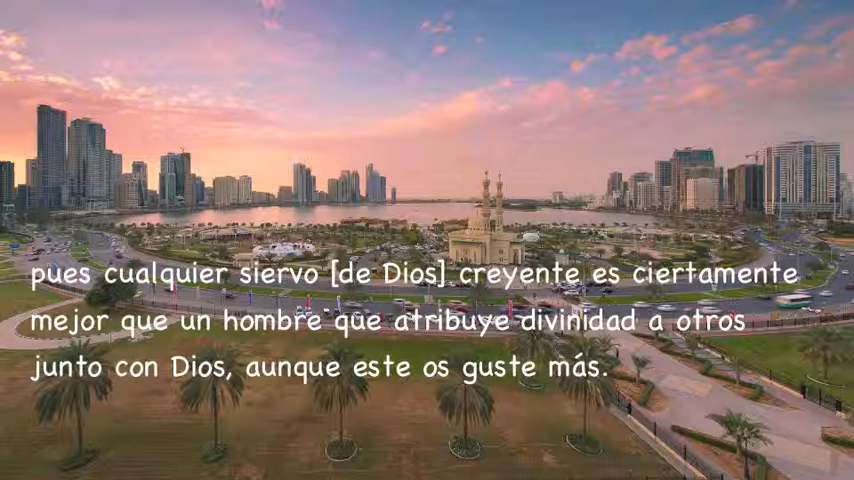 pues cualquier siervo [de Dios] creyente es ciertamente
mejor que un hombre que atribuye divinidad a otros
junto con Dios, aunque este os guste más.